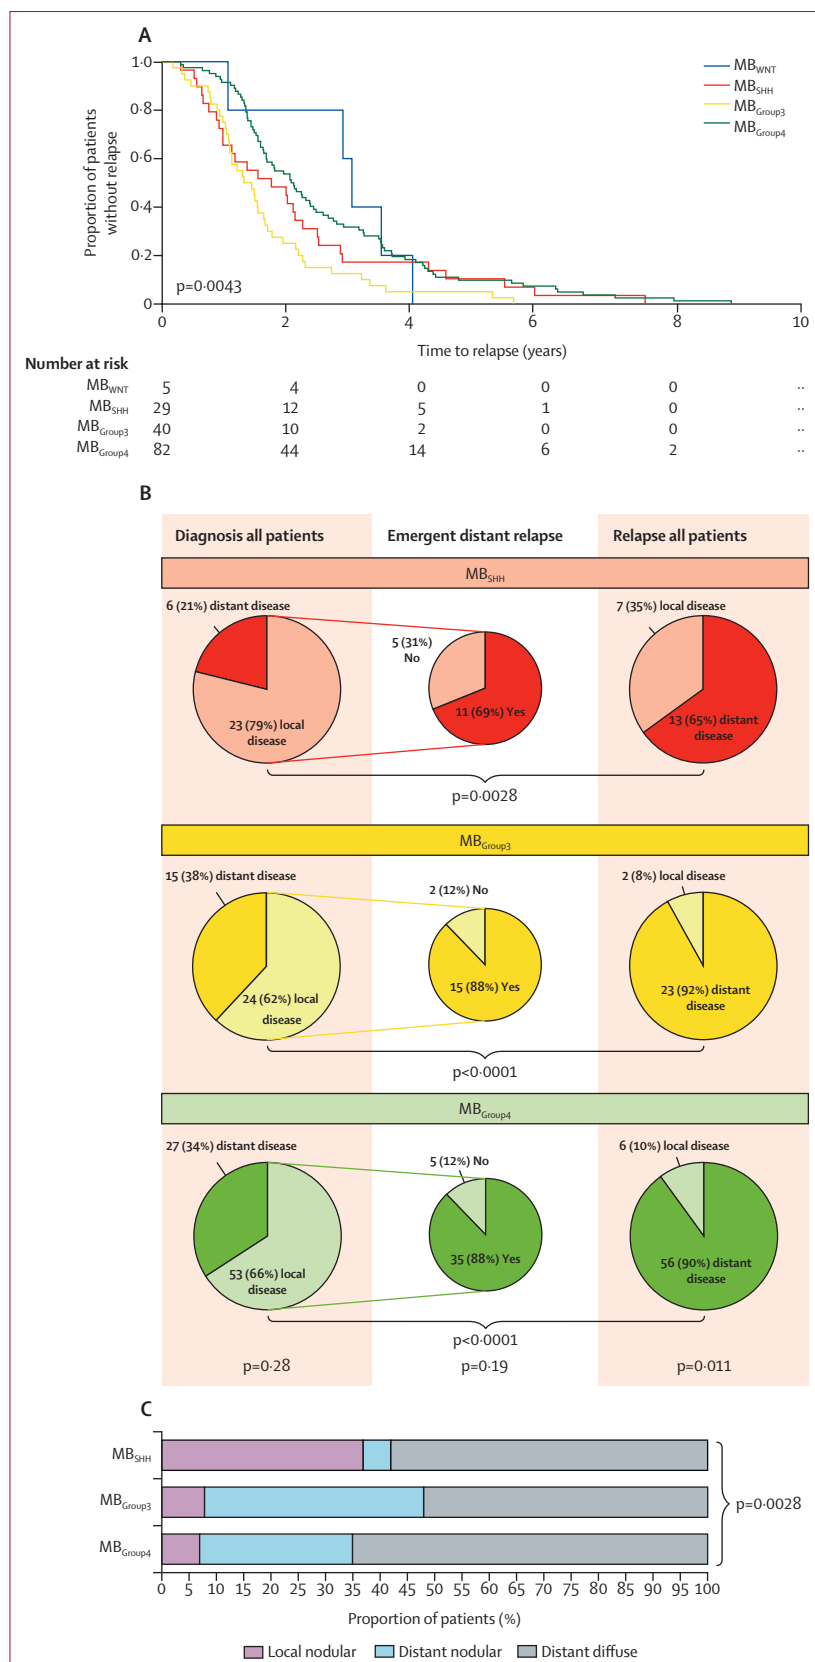 A
1·0
0·8
0·6
0·4
0·2
0
Proportion of patients
without relapse
MBWNT
MBSHH
MBGroup3
MBGroup4
p=0·0043
0 2 4 6 8 10
Time to relapse (years)
Number at risk
MBWNT 5 4 0 0 0 ··
MBSHH 29 12 5 1 0 ··
MBGroup3 40 10 2 0 0 ··
MBGroup4 82 44 14 6 2 ··
B
Diagnosis all patients Emergent distant relapse Relapse all patients
MBSHH
6 (21%) distant disease
23 (79%) local
disease
5 (31%)
No
11 (69%) Yes
7 (35%) local disease
13 (65%) distant
disease
p=0·0028
MBGroup3
15 (38%) distant disease
24 (62%) local
disease
2 (12%) No
15 (88%) Yes
2 (8%) local disease
23 (92%) distant
disease
p<0·0001
MBGroup4
27 (34%) distant disease
53 (66%) local
disease
5 (12%) No
35 (88%) Yes
6 (10%) local disease
56 (90%) distant
disease
p<0·0001
p=0·28 p=0·19 p=0·011
C
MBSHH
MBGroup3
MBGroup4
p=0·0028
0 5 10 15 20 25 30 35 40 45 50 55 60 65 70 75 80 85 90 95 100
Proportion of patients (%)
Local nodular Distant nodular Distant diffuse